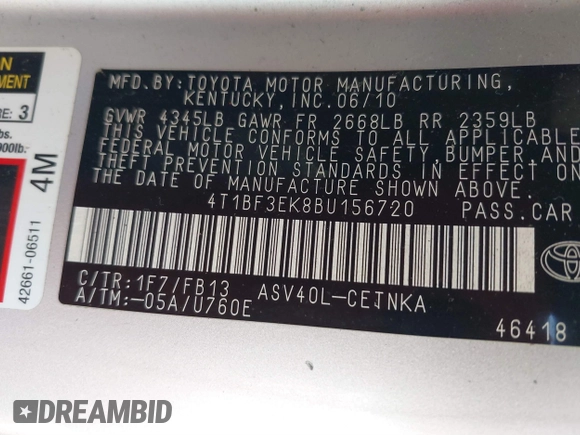 MFD.BY:TOYOTA MOTOR MANUFACTURING,
KENTUCKY,INC.06/10
GVWR 4345LB GAWR FR 2668LB RR 2359LB
THIS VEHICLE CONFORMS TO ALL APPLICABLE
FEDERAL MOTOR VEHICLE SAFETY,BUMPER,AND
THEFT PREVENTION STANDARDS IN EFFECT ON
THE DATE OF MANUFACTURE SHOWN ABOVE.
4T1BF3EK8BU156720 PASS.CAR
C/TR:1F7/FB13 ASV40L-CETNKA
A/TM:-05A/U760E
46418
3
4M
42661-06511
$DREAMBID